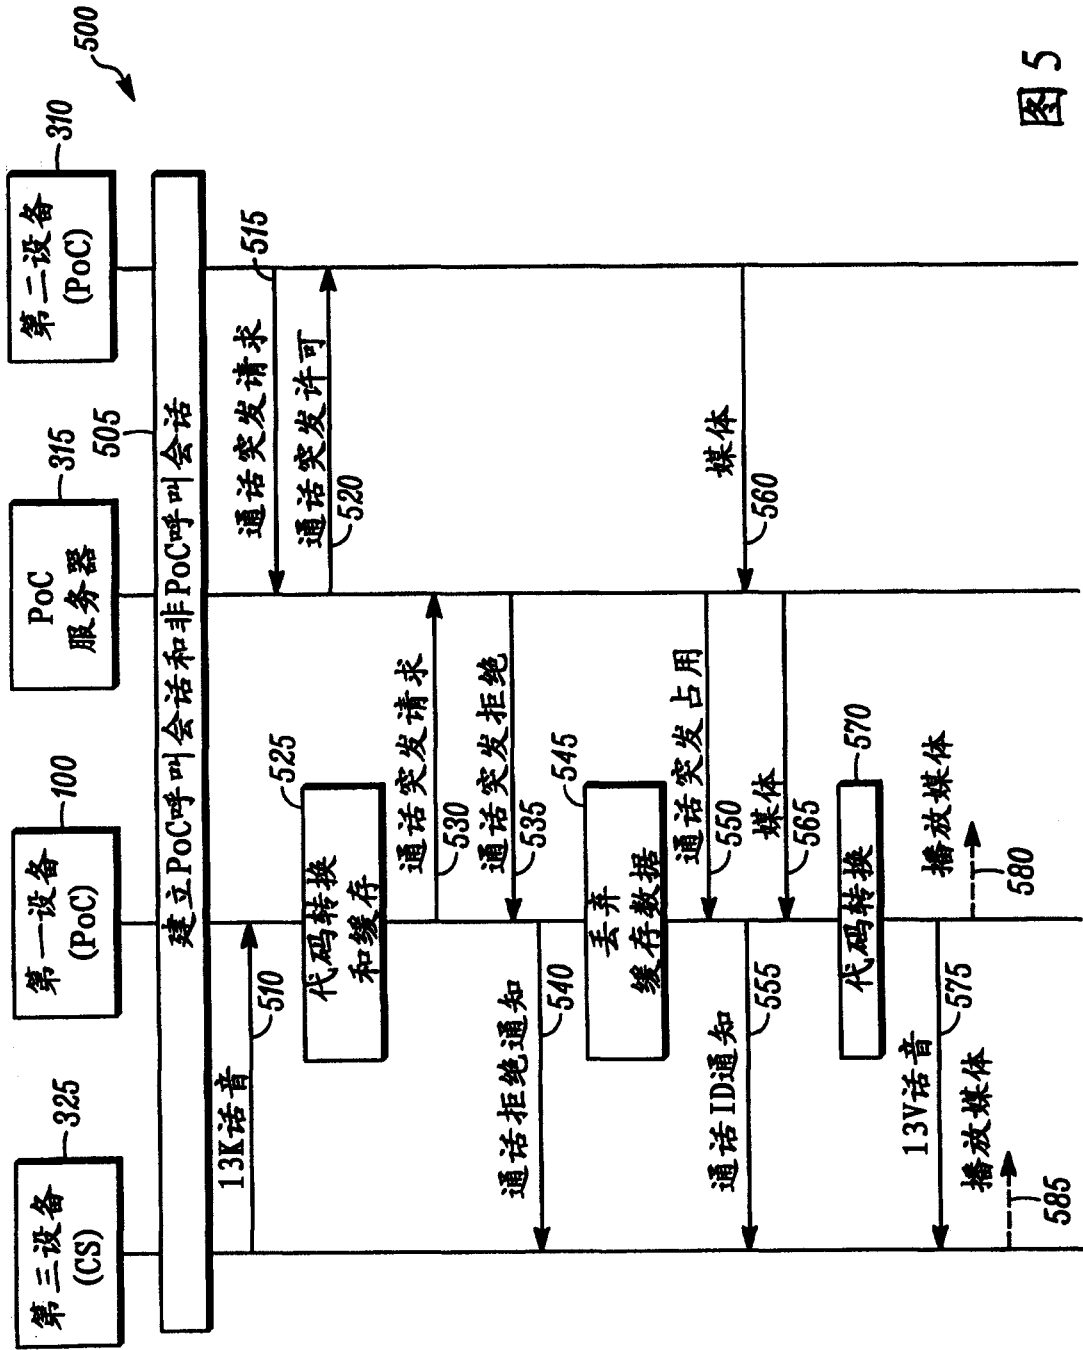 500
第三设备
(CS)
325
第一设备
(PoC)
100
PoC
服务器
315
第二设备
(PoC)
310
建立PoC呼叫会话和非PoC呼叫会话
505
13K话音
510
通话突发请求
515
通话突发许可
520
代码转换
和缓存
525
通话突发请求
530
通话突发拒绝
535
通话拒绝通知
540
丢弃
缓存数据
545
通话突发占用
550
通话ID通知
555
媒体
560
媒体
565
代码转换
570
13V话音
575
播放媒体
580
播放媒体
585
图 5